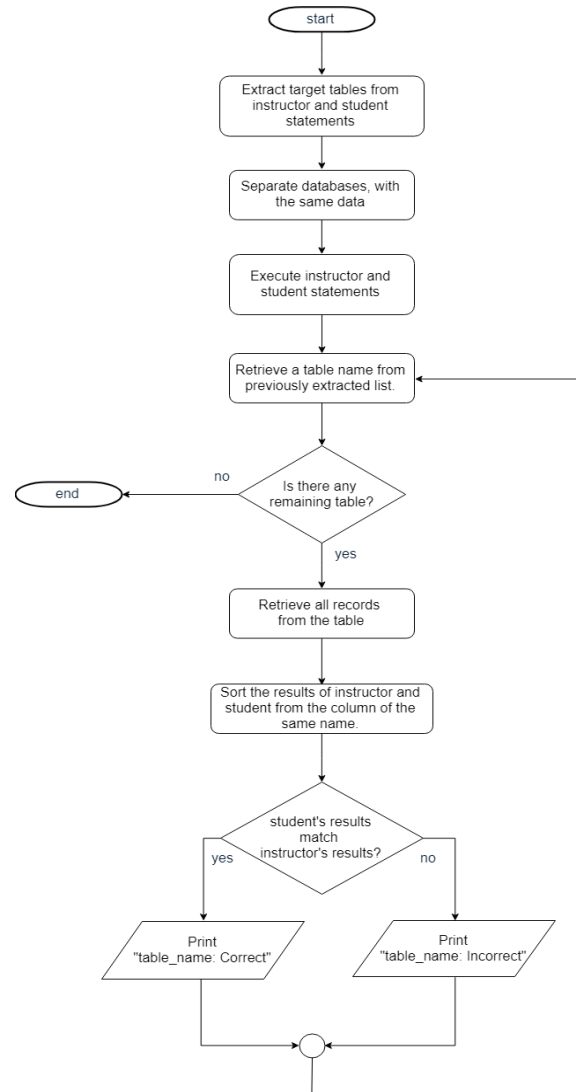 start
Extract target tables from
instructor and student
statements
Separate databases, with
the same data
Execute instructor and
student statements
Retrieve a table name from
previously extracted list.
Is there any
remaining table?
no
end
yes
Retrieve all records
from the table
Sort the results of instructor and
student from the column of the
same name.
student's results
match
instructor's results?
yes
no
Print
"table_name: Correct"
Print
"table_name: Incorrect"